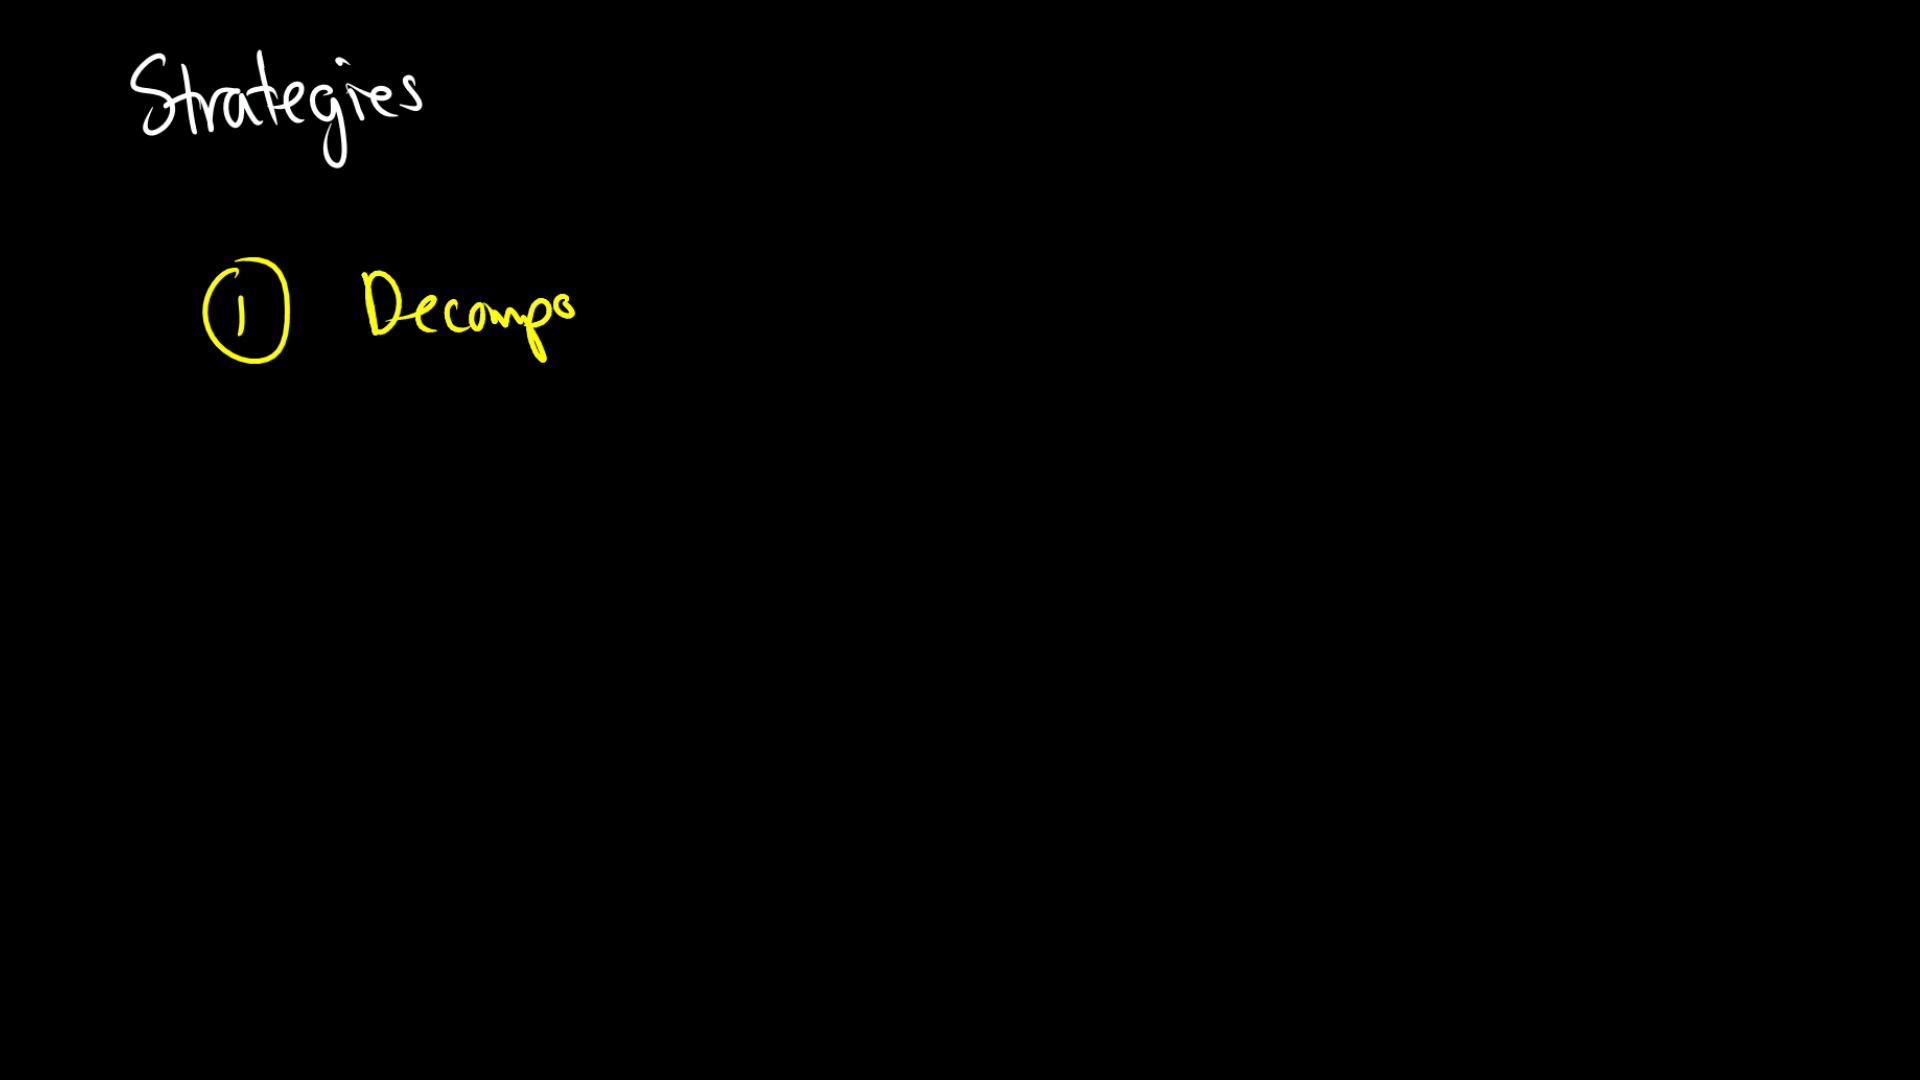 Strategies
① Decompo